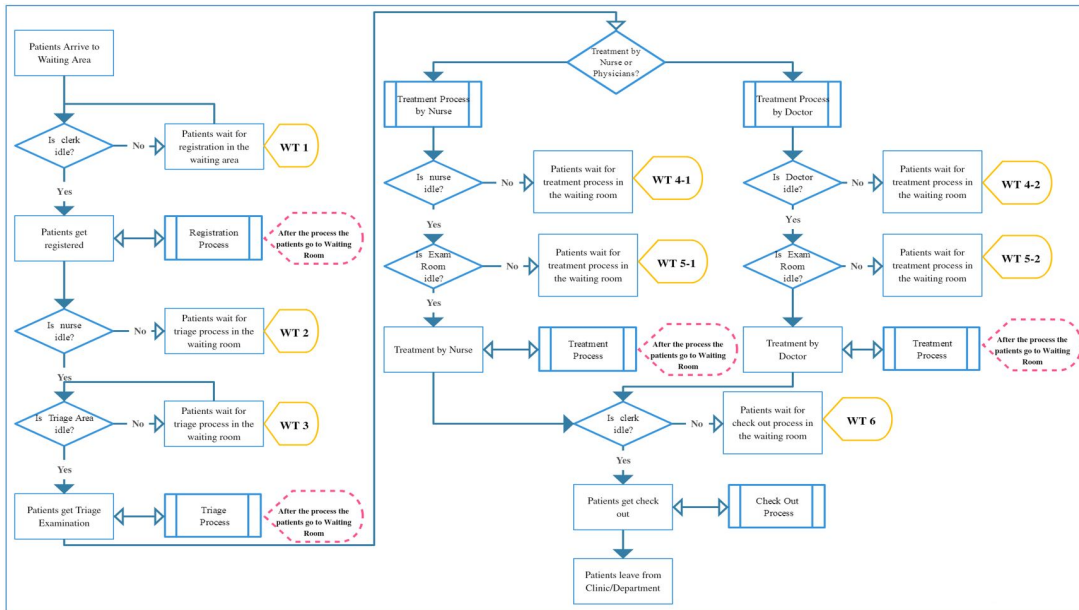 Patients Arrive to
Waiting Area
Is clerk
idle?
No
Patients wait for
registration in the
waiting area
WT 1
Yes
Patients get
registered
Registration
Process
After the process the
patients go to Waiting
Room
Is nurse
idle?
No
Patients wait for
triage process in the
waiting room
WT 2
Yes
Is Triage Area
idle?
No
Patients wait for
triage process in the
waiting room
WT 3
Yes
Patients get Triage
Examination
Triage
Process
After the process the
patients go to Waiting
Room
Treatment by
Nurse or
Physicians?
Treatment Process
by Nurse
Is nurse
idle?
No
Patients wait for
treatment process in
the waiting room
WT 4-1
Yes
Is Exam
Room
idle?
No
Patients wait for
treatment process in
the waiting room
WT 5-1
Yes
Treatment by Nurse
Treatment
Process
After the process the
patients go to Waiting
Room
Treatment Process
by Doctor
Is Doctor
idle?
No
Patients wait for
treatment process in
the waiting room
WT 4-2
Yes
Is Exam
Room
idle?
No
Patients wait for
treatment process in
the waiting room
WT 5-2
Treatment by
Doctor
Treatment
Process
After the process the
patients go to Waiting
Room
Is clerk
idle?
No
Patients wait for
check out process in
the waiting room
WT 6
Yes
Patients get check
out
Check Out
Process
Patients leave from
Clinic/Department